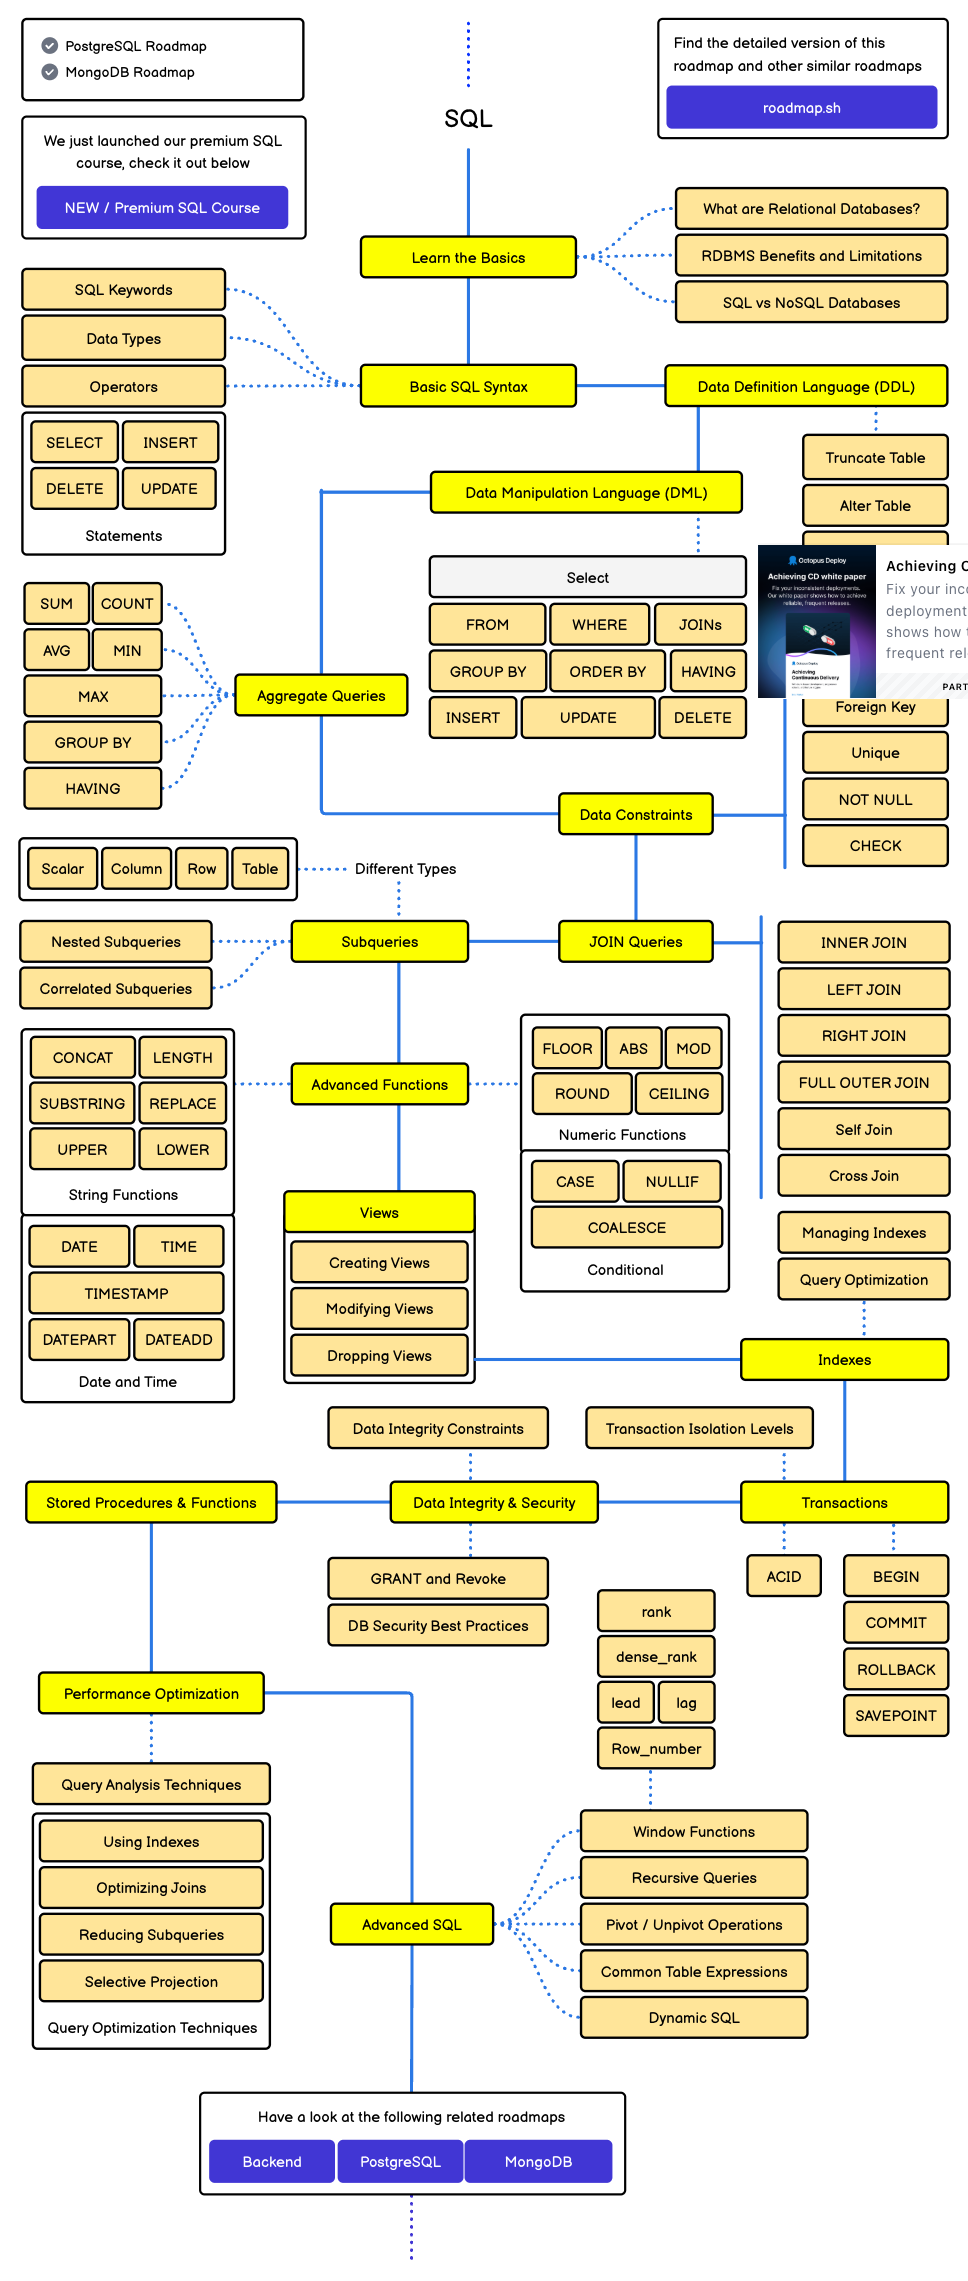 PostgreSQL Roadmap
MongoDB Roadmap
Find the detailed version of this
roadmap and other similar roadmaps
roadmap.sh
SQL
We just launched our premium SQL
course, check it out below
NEW / Premium SQL Course
What are Relational Databases?
Learn the Basics
RDBMS Benefits and Limitations
SQL vs NoSQL Databases
SQL Keywords
Data Types
Operators
Basic SQL Syntax
Data Definition Language (DDL)
SELECT
INSERT
DELETE
UPDATE
Statements
Truncate Table
Alter Table
Data Manipulation Language (DML)
Select
FROM
WHERE
JOINs
GROUP BY
ORDER BY
HAVING
INSERT
UPDATE
DELETE
Octopus Deploy
Achieving CD white paper
Fix your inconsistent deployments.
Our white paper shows how to achieve
reliable, frequent releases.
Octopus Deploy
Achieving
Continuous Delivery
Achieving C
Fix your inco
deployment
shows how t
frequent rel
PART
SUM
COUNT
AVG
MIN
MAX
GROUP BY
HAVING
Aggregate Queries
Foreign Key
Unique
NOT NULL
CHECK
Data Constraints
Scalar
Column
Row
Table
Different Types
Nested Subqueries
Correlated Subqueries
Subqueries
JOIN Queries
INNER JOIN
LEFT JOIN
RIGHT JOIN
FULL OUTER JOIN
Self Join
Cross Join
CONCAT
LENGTH
SUBSTRING
REPLACE
UPPER
LOWER
String Functions
Advanced Functions
FLOOR
ABS
MOD
ROUND
CEILING
Numeric Functions
CASE
NULLIF
COALESCE
Conditional
DATE
TIME
TIMESTAMP
DATEPART
DATEADD
Date and Time
Views
Creating Views
Modifying Views
Dropping Views
Managing Indexes
Query Optimization
Indexes
Data Integrity Constraints
Transaction Isolation Levels
Stored Procedures & Functions
Data Integrity & Security
Transactions
GRANT and Revoke
DB Security Best Practices
ACID
BEGIN
COMMIT
ROLLBACK
SAVEPOINT
rank
dense_rank
lead
lag
Row_number
Performance Optimization
Query Analysis Techniques
Using Indexes
Optimizing Joins
Reducing Subqueries
Selective Projection
Query Optimization Techniques
Advanced SQL
Window Functions
Recursive Queries
Pivot / Unpivot Operations
Common Table Expressions
Dynamic SQL
Have a look at the following related roadmaps
Backend
PostgreSQL
MongoDB